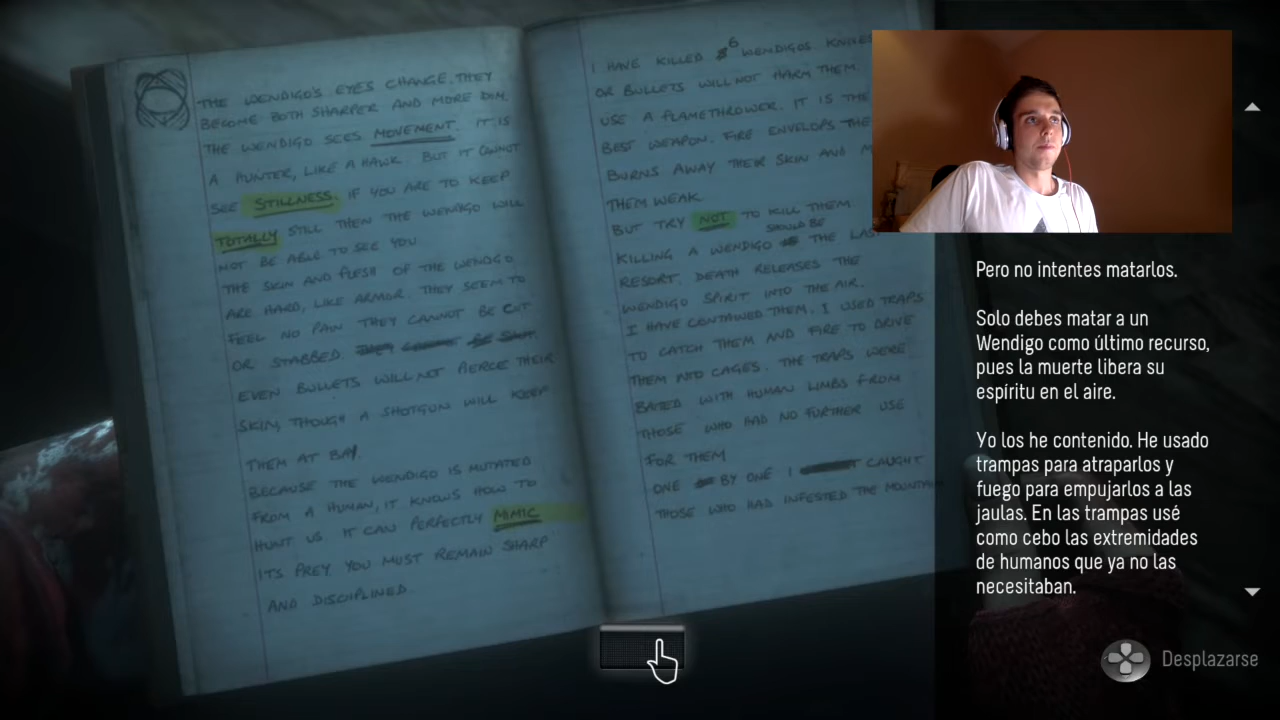 THE WENDIGO'S EYES CHANGE. THEY
BECOME BOTH SHARPER AND MORE DIM.
THE WENDIGO SEES MOVEMENT. IT IS
A HUNTER, LIKE A HAWK. BUT IT CANNOT
SEE STILLNESS. IF YOU ARE TO KEEP
TOTALLY STILL THEN THE WENDIGO WILL
NOT BE ABLE TO SEE YOU
THE SKIN AND FLESH OF THE WENDIGO
ARE HARD, LIKE ARMOR. THEY SEEM TO
FEEL NO PAIN THEY CANNOT BE CUT
OR STABBED
EVEN BULLETS WILL NOT PIERCE THEIR
SKIN, THOUGH A SHOTGUN WILL KEEP
THEM AT BAY.
BECAUSE THE WENDIGO IS MUTATED
FROM A HUMAN, IT KNOWS HOW TO
HUNT US IT CAN PERFECTLY MIMIC
ITS PREY. YOU MUST REMAIN SHARP
AND DISCIPLINED.
I HAVE KILLED 6 WENDIGOS KNIVES
OR BULLETS WILL NOT HARM THEM.
USE A FLAMETHROWER. IT IS THE
BEST WEAPON. FIRE ENVELOPS THE
BURNS AWAY THEIR SKIN AND
THEM WEAK.
BUT TRY NOT TO KILL THEM
SHOULD BE
KILLING A WENDIGO THE LAST
RESORT. DEATH RELEASES THE
WENDIGO SPIRIT INTO THE AIR.
I HAVE CONTAINED THEM. I USED TRAPS
TO CATCH THEM AND FIRE TO DRIVE
THEM INTO CAGES. THE TRAPS WERE
BAITED WITH HUMAN LIMBS FROM
THOSE WHO HAD NO FURTHER USE
FOR THEM
ONE BY ONE I CAUGHT
THOSE WHO HAD INFESTED THE MOUNTAIN
Pero no intentes matarlos.
Solo debes matar a un
Wendigo como último recurso,
pues la muerte libera su
espíritu en el aire.
Yo los he contenido. He usado
trampas para atraparlos y
fuego para empujarlos a las
jaulas. En las trampas usé
como cebo las extremidades
de humanos que ya no las
necesitaban.
Desplazarse